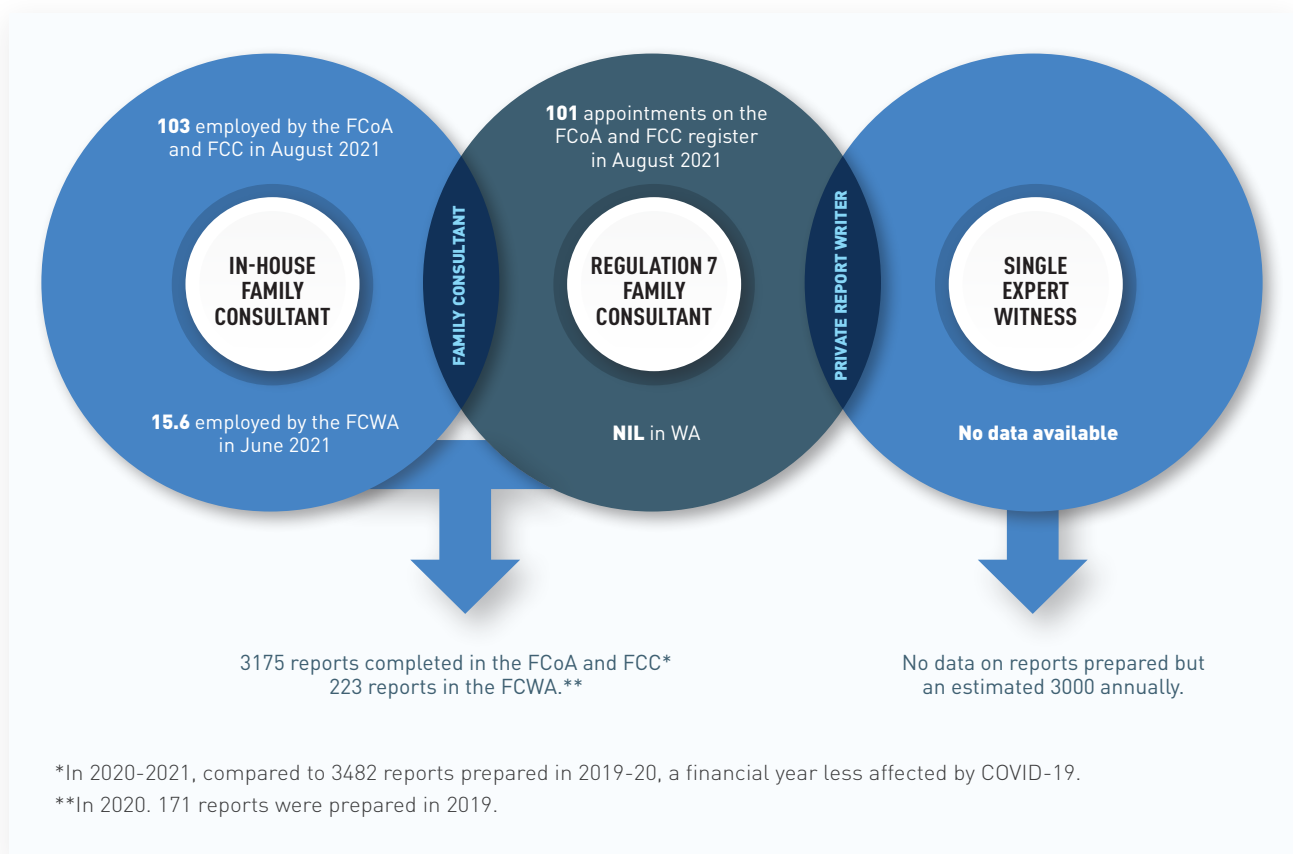 103 employed by the FCoA
and FCC in August 2021
IN-HOUSE
FAMILY
CONSULTANT
15.6 employed by the FCWA
in June 2021
FAMILY CONSULTANT
101 appointments on the
FCoA and FCC register
in August 2021
REGULATION 7
FAMILY
CONSULTANT
NIL in WA
PRIVATE REPORT WRITER
SINGLE
EXPERT
WITNESS
No data available
3175 reports completed in the FCoA and FCC*
223 reports in the FCWA.**
No data on reports prepared but
an estimated 3000 annually.
*In 2020-2021, compared to 3482 reports prepared in 2019-20, a financial year less affected by COVID-19.
**In 2020. 171 reports were prepared in 2019.